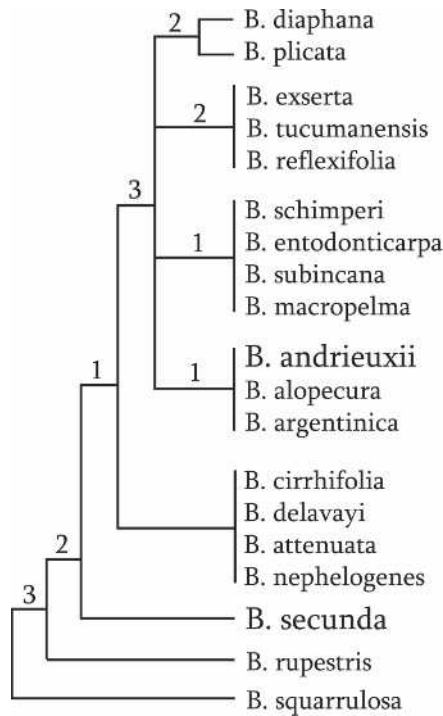 2
B. diaphana
B. plicata
2
B. exserta
B. tucumanensis
B. reflexifolia
3
1
B. schimperi
B. entodonticarpa
B. subincana
B. macropelma
1
B. andrieuxii
B. alopecura
B. argentinica
1
B. cirrhifolia
B. delavayi
B. attenuata
B. nephelogenes
2
3
B. secunda
B. rupestris
B. squarrulosa